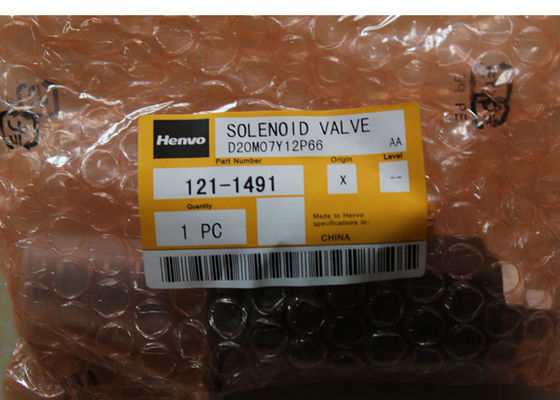 Henvo
SOLENOID VALVE
D20M07Y12P66 AA
Part Number
Origin
Level
121-1491
X
--
Quantity
1 PC
Made to Henvo
specifications in:
CHINA